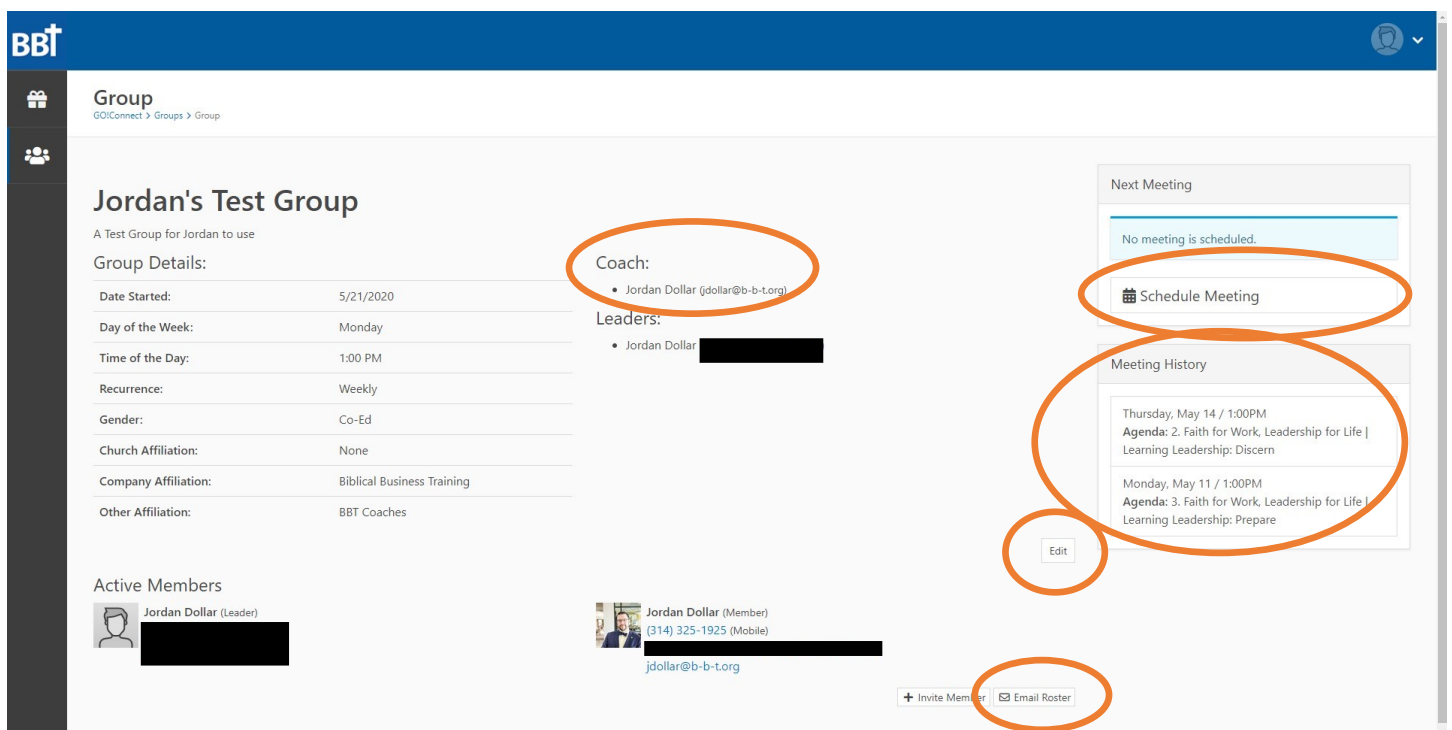 BBT
Group
GO!Connect > Groups > Group
Jordan's Test Group
A Test Group for Jordan to use
Group Details:
Date Started: 5/21/2020
Day of the Week: Monday
Time of the Day: 1:00 PM
Recurrence: Weekly
Gender: Co-Ed
Church Affiliation: None
Company Affiliation: Biblical Business Training
Other Affiliation: BBT Coaches
Coach:
• Jordan Dollar (jdollar@b-b-t.org)
Leaders:
• Jordan Dollar
Edit
Next Meeting
No meeting is scheduled.
Schedule Meeting
Meeting History
Thursday, May 14 / 1:00PM
Agenda: 2. Faith for Work, Leadership for Life |
Learning Leadership: Discern
Monday, May 11 / 1:00PM
Agenda: 3. Faith for Work, Leadership for Life |
Learning Leadership: Prepare
Active Members
Jordan Dollar (Leader)
Jordan Dollar (Member)
(314) 325-1925 (Mobile)
jdollar@b-b-t.org
+ Invite Member
Email Roster